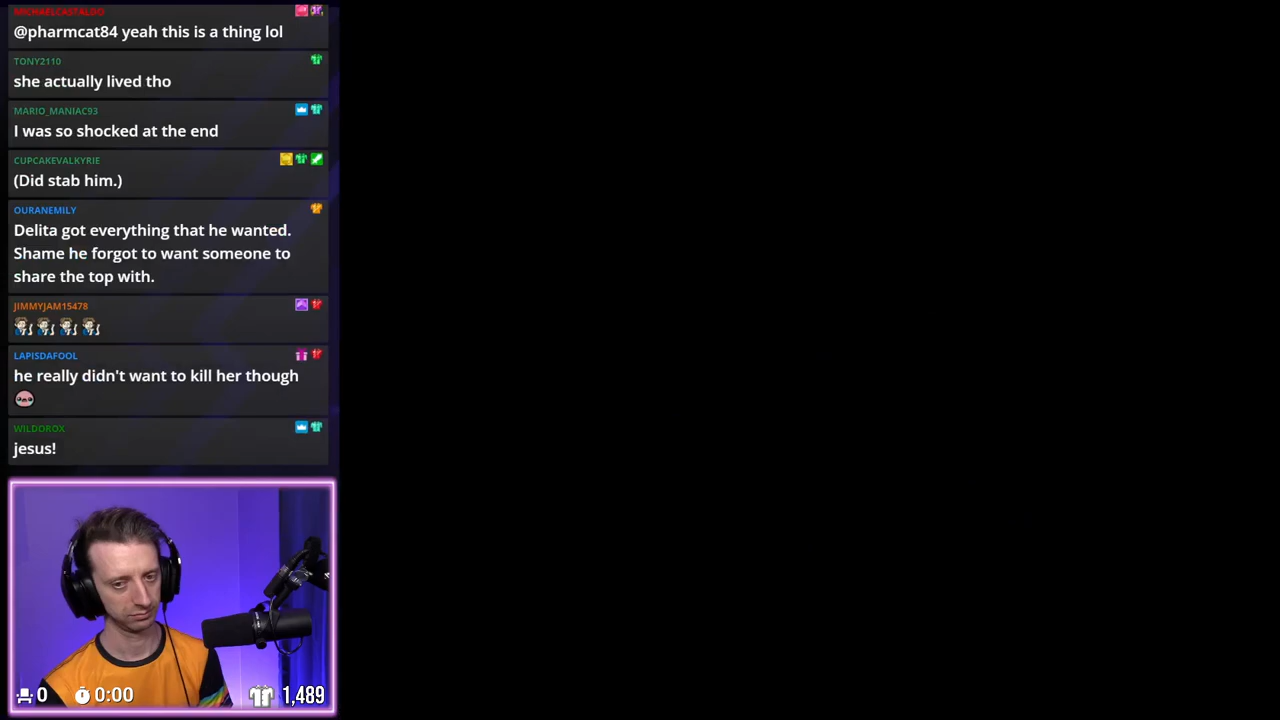 MICHAELCASTALDO
@pharmcat84 yeah this is a thing lol
TONY2110
she actually lived tho
MARIO_MANIAC93
I was so shocked at the end
CUPCAKEVALKYRIE
(Did stab him.)
OURANEMILY
Delita got everything that he wanted.
Shame he forgot to want someone to
share the top with.
JIMMYJAM15478
LAPISDAFOOL
he really didn't want to kill her though
WILDOROX
jesus!
0 0:00 1,489